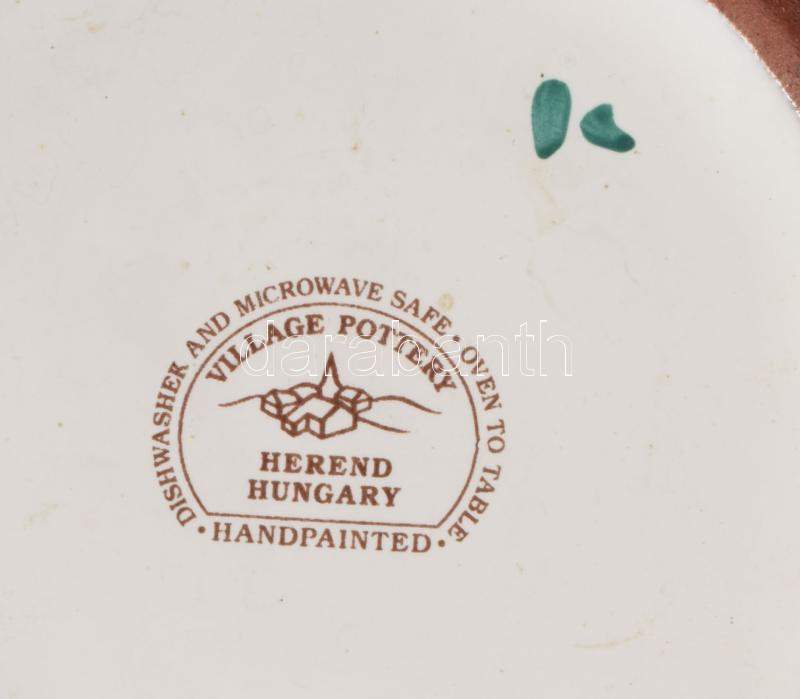 DISHWASHER AND MICROWAVE SAFE · OVEN TO TABLE
VILLAGE POTTERY
darabanth
HEREND
HUNGARY
· HANDPAINTED ·